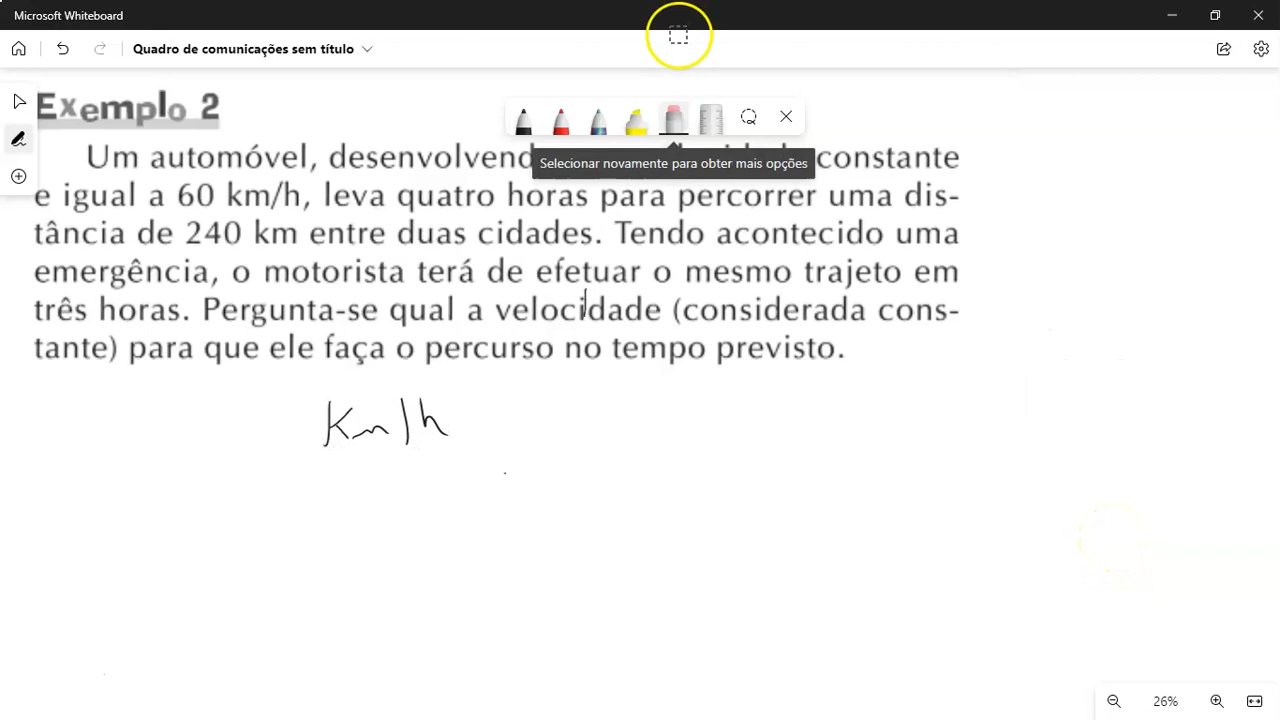 Microsoft Whiteboard
Quadro de comunicações sem título
Exemplo 2
Um automóvel, desenvolvend constante
Selecionar novamente para obter mais opções
e igual a 60 km/h, leva quatro horas para percorrer uma dis-
tância de 240 km entre duas cidades. Tendo acontecido uma
emergência, o motorista terá de efetuar o mesmo trajeto em
três horas. Pergunta-se qual a velocidade (considerada cons-
tante) para que ele faça o percurso no tempo previsto.
Km/h
26%